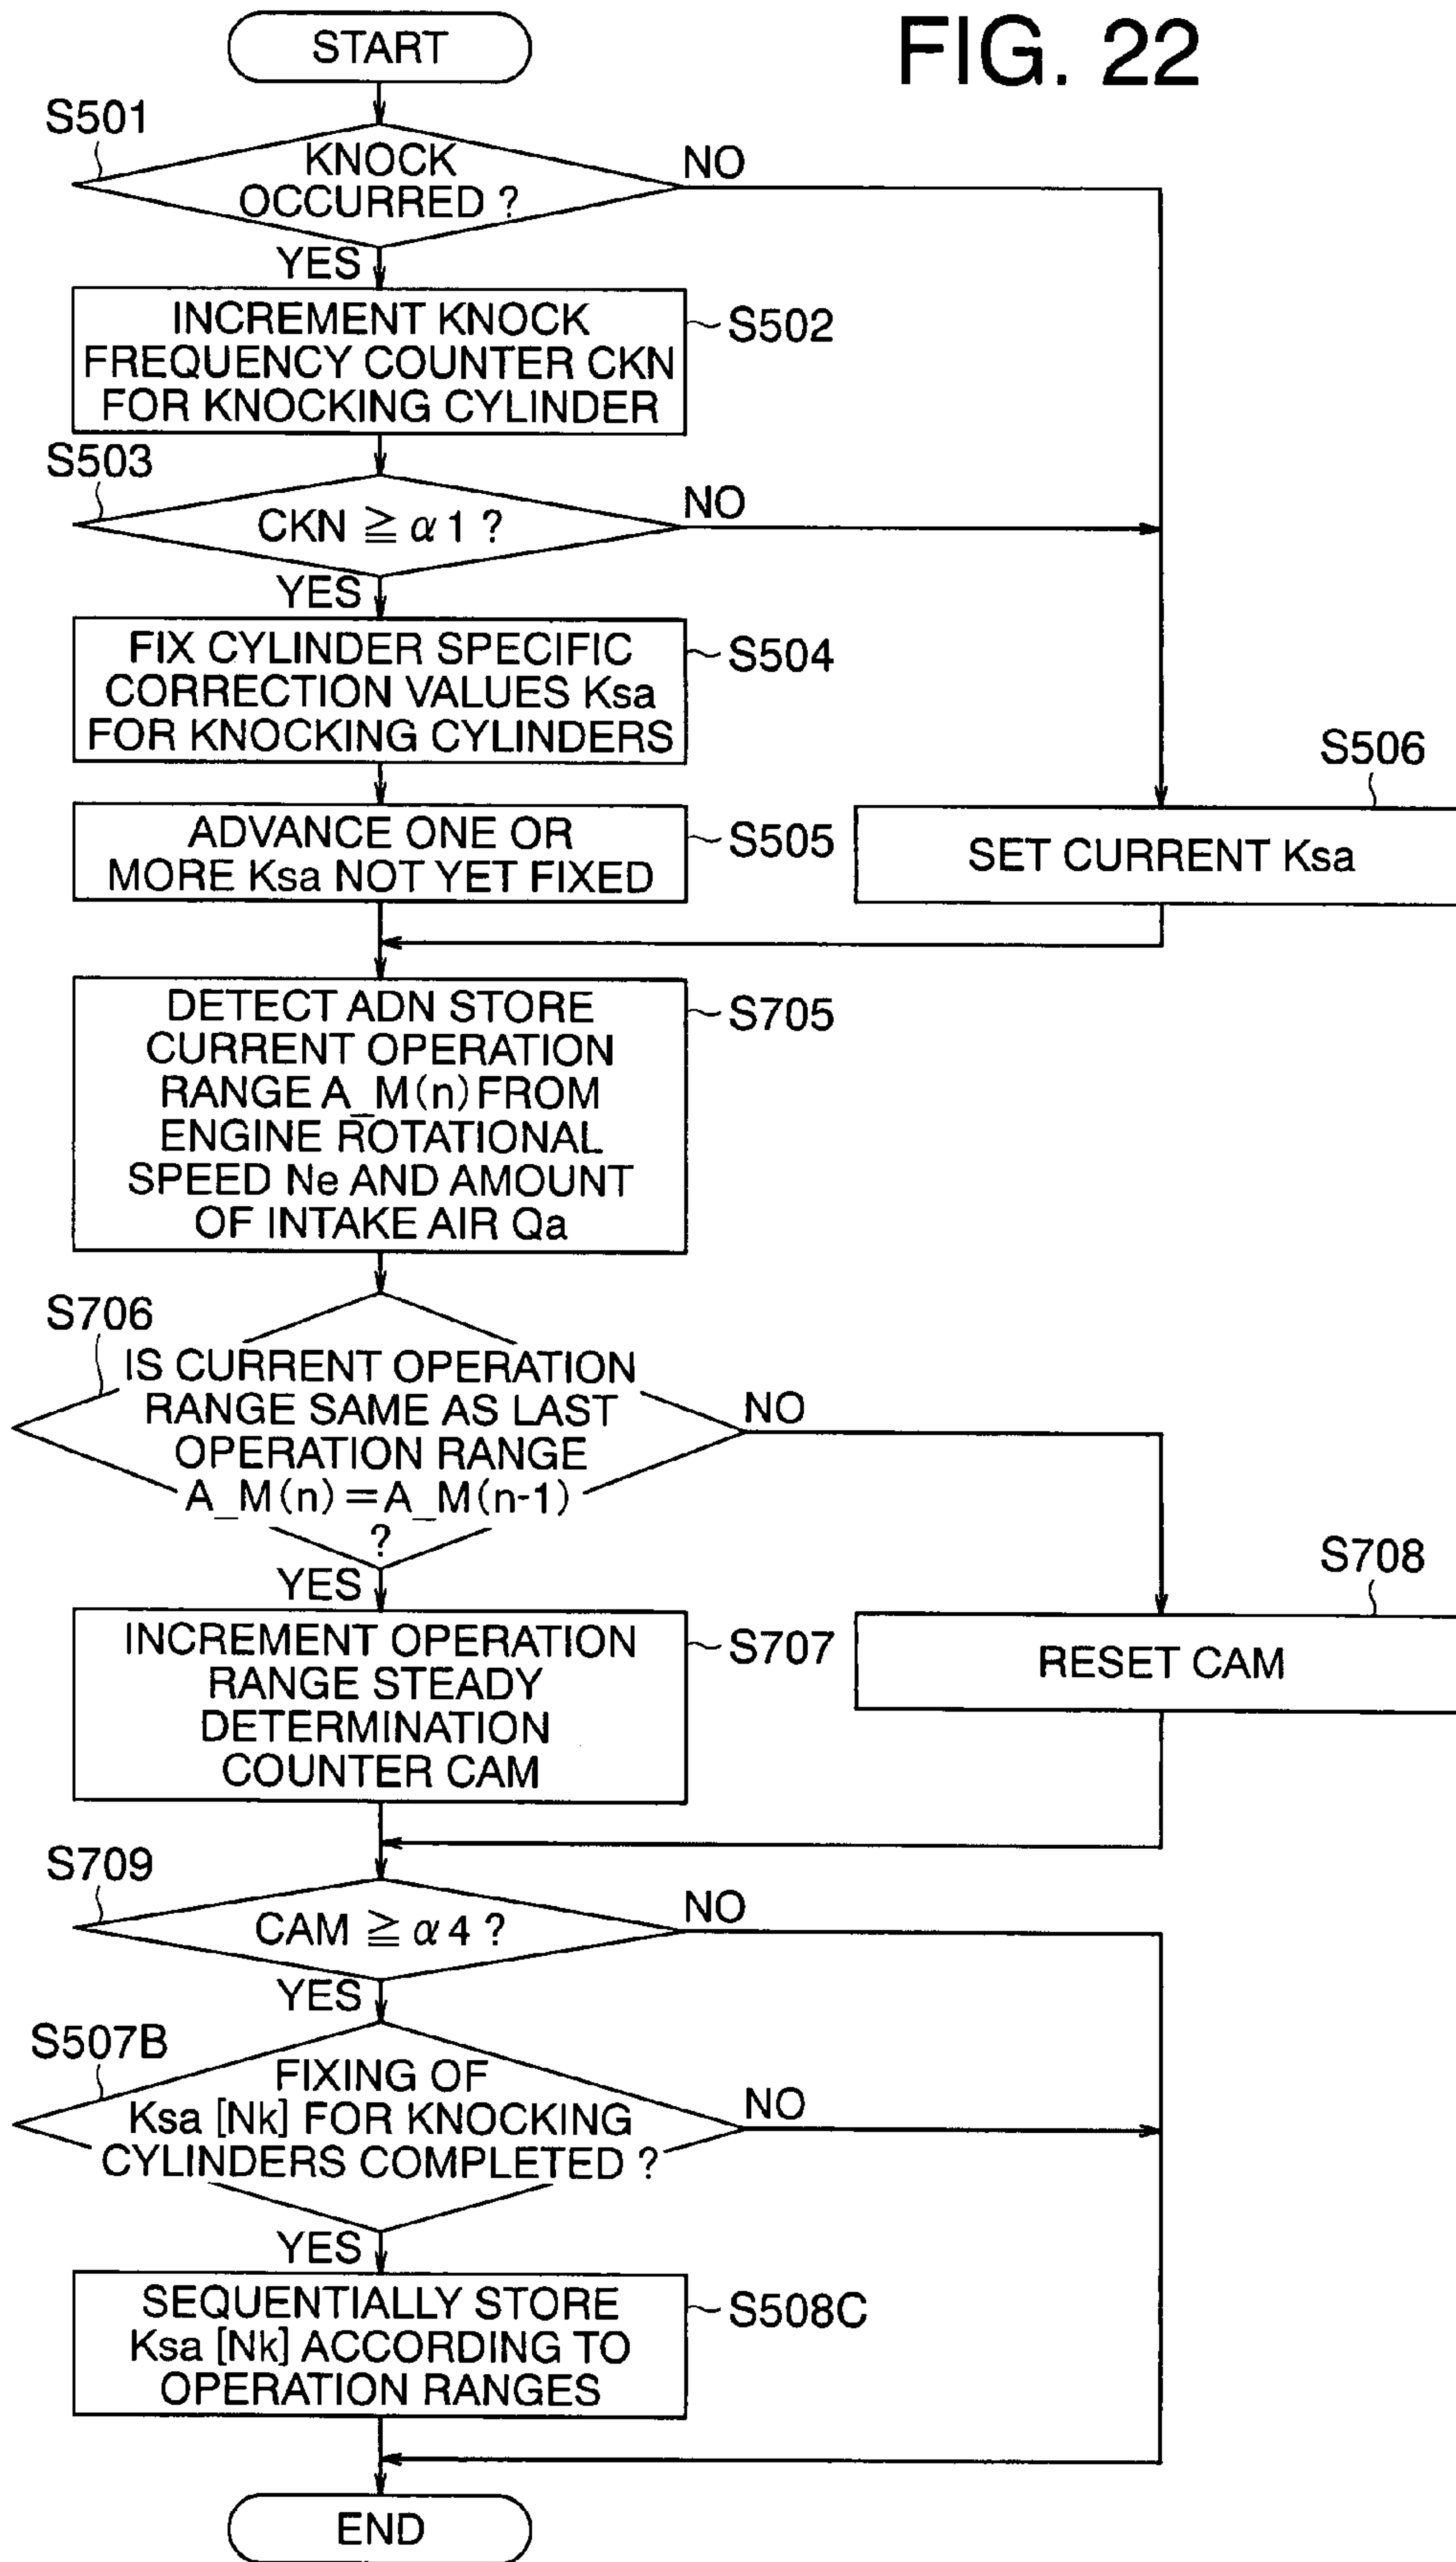 FIG. 22
START
S501
KNOCK
OCCURRED ?
NO
YES
INCREMENT KNOCK
FREQUENCY COUNTER CKN
FOR KNOCKING CYLINDER
S502
S503
CKN ≧ α1 ?
NO
YES
FIX CYLINDER SPECIFIC
CORRECTION VALUES Ksa
FOR KNOCKING CYLINDERS
S504
ADVANCE ONE OR
MORE Ksa NOT YET FIXED
S505
S506
SET CURRENT Ksa
DETECT ADN STORE
CURRENT OPERATION
RANGE A_M(n) FROM
ENGINE ROTATIONAL
SPEED Ne AND AMOUNT
OF INTAKE AIR Qa
S705
S706
IS CURRENT OPERATION
RANGE SAME AS LAST
OPERATION RANGE
A_M(n)=A_M(n-1)
?
NO
YES
INCREMENT OPERATION
RANGE STEADY
DETERMINATION
COUNTER CAM
S707
S708
RESET CAM
S709
CAM ≧ α4 ?
NO
YES
S507B
FIXING OF
Ksa [Nk] FOR KNOCKING
CYLINDERS COMPLETED ?
NO
YES
SEQUENTIALLY STORE
Ksa [Nk] ACCORDING TO
OPERATION RANGES
S508C
END